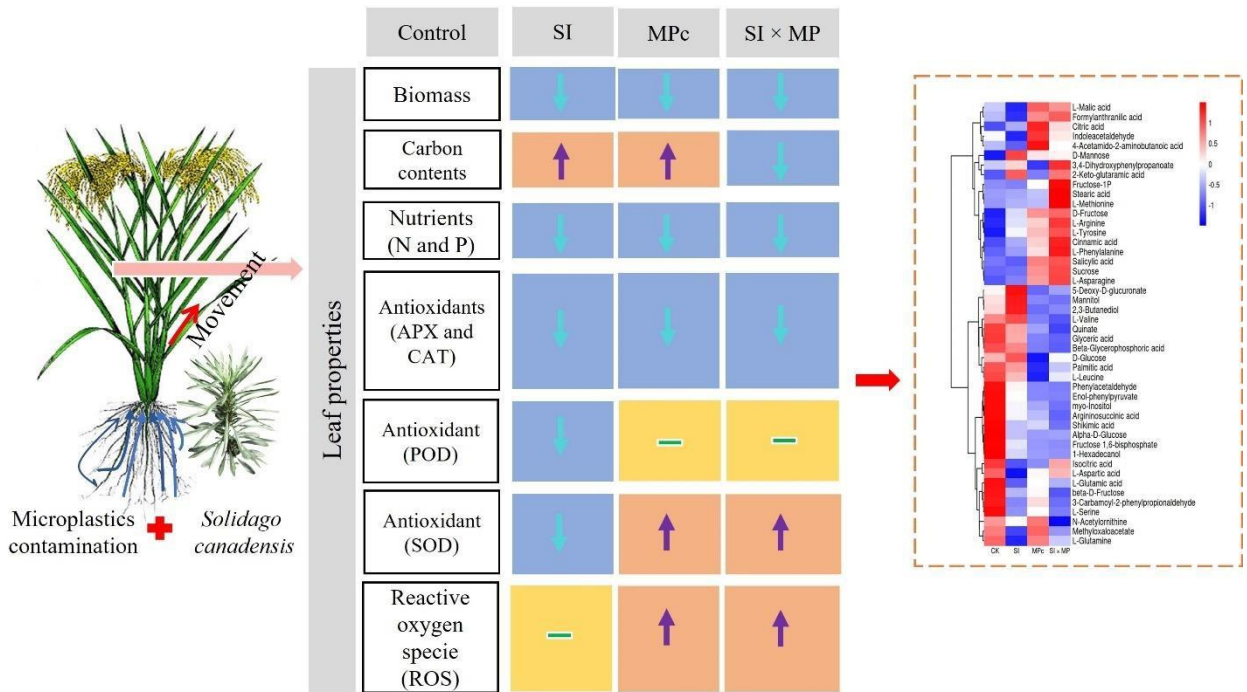 Control
SI
MPc
SI × MP
Leaf properties
Biomass
Carbon
contents
Nutrients
(N and P)
Antioxidants
(APX and
CAT)
Antioxidant
(POD)
Antioxidant
(SOD)
Reactive
oxygen
specie
(ROS)
Movement
Microplastics
contamination
Solidago
canadensis
L-Malic acid
Formylanthranilic acid
Citric acid
Indoleacetaldehyde
4-Acetamido-2-aminobutanoic acid
D-Mannose
3,4-Dihydroxyphenylpropanoate
2-Keto-glutaramic acid
Fructose-1P
Stearic acid
L-Methionine
D-Fructose
L-Arginine
L-Tyrosine
Cinnamic acid
L-Phenylalanine
Salicylic acid
Sucrose
L-Asparagine
5-Deoxy-D-glucuronate
Mannitol
2,3-Butanediol
L-Valine
Quinate
Glyceric acid
Beta-Glycerophosphoric acid
D-Glucose
Palmitic acid
L-Leucine
Phenylacetaldehyde
Enol-phenylpyruvate
myo-Inositol
Argininosuccinic acid
Shikimic acid
Alpha-D-Glucose
Fructose 1,6-bisphosphate
1-Hexadecanol
Isocitric acid
L-Aspartic acid
L-Glutamic acid
beta-D-Fructose
3-Carbamoyl-2-phenylpropionaldehyde
L-Serine
N-Acetylornithine
Methyloxaloacetate
L-Glutamine
CK
SI
MPc
SI × MP
1
0.5
0
-0.5
-1